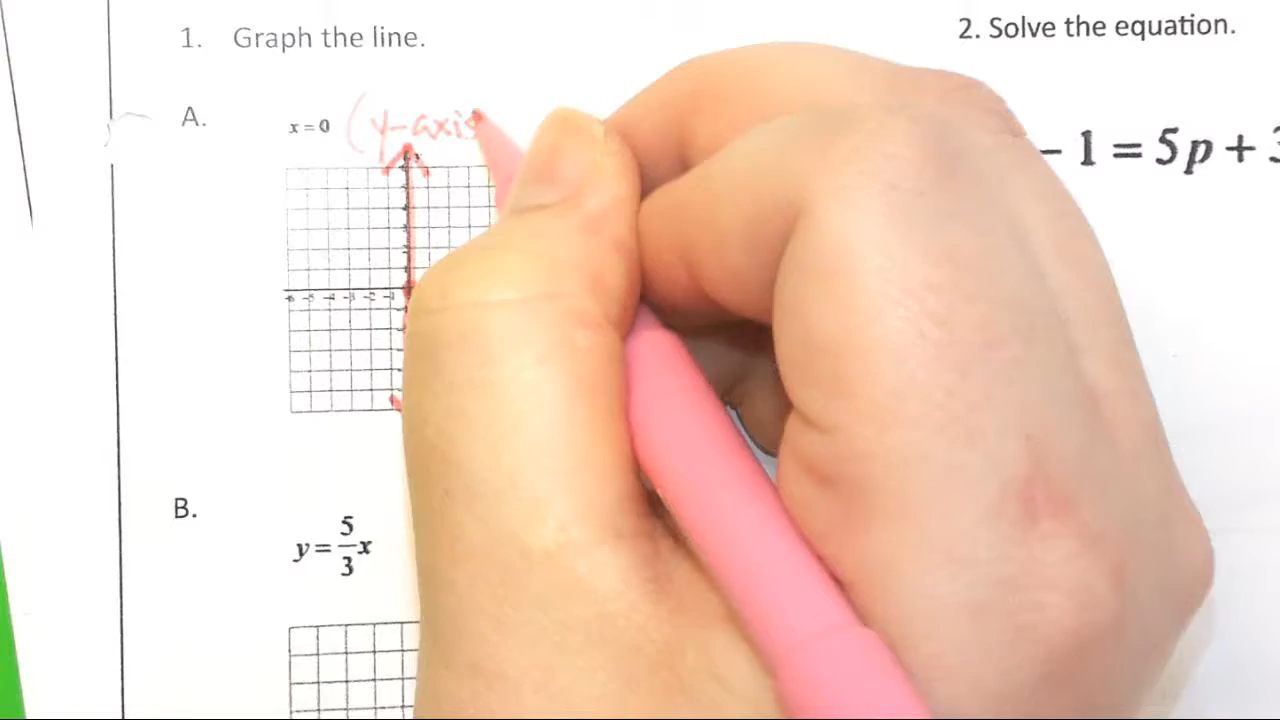 1. Graph the line.
A.
x = 0 (y-axis
B.
y = 5/3 x
2. Solve the equation.
– 1 = 5p + 3